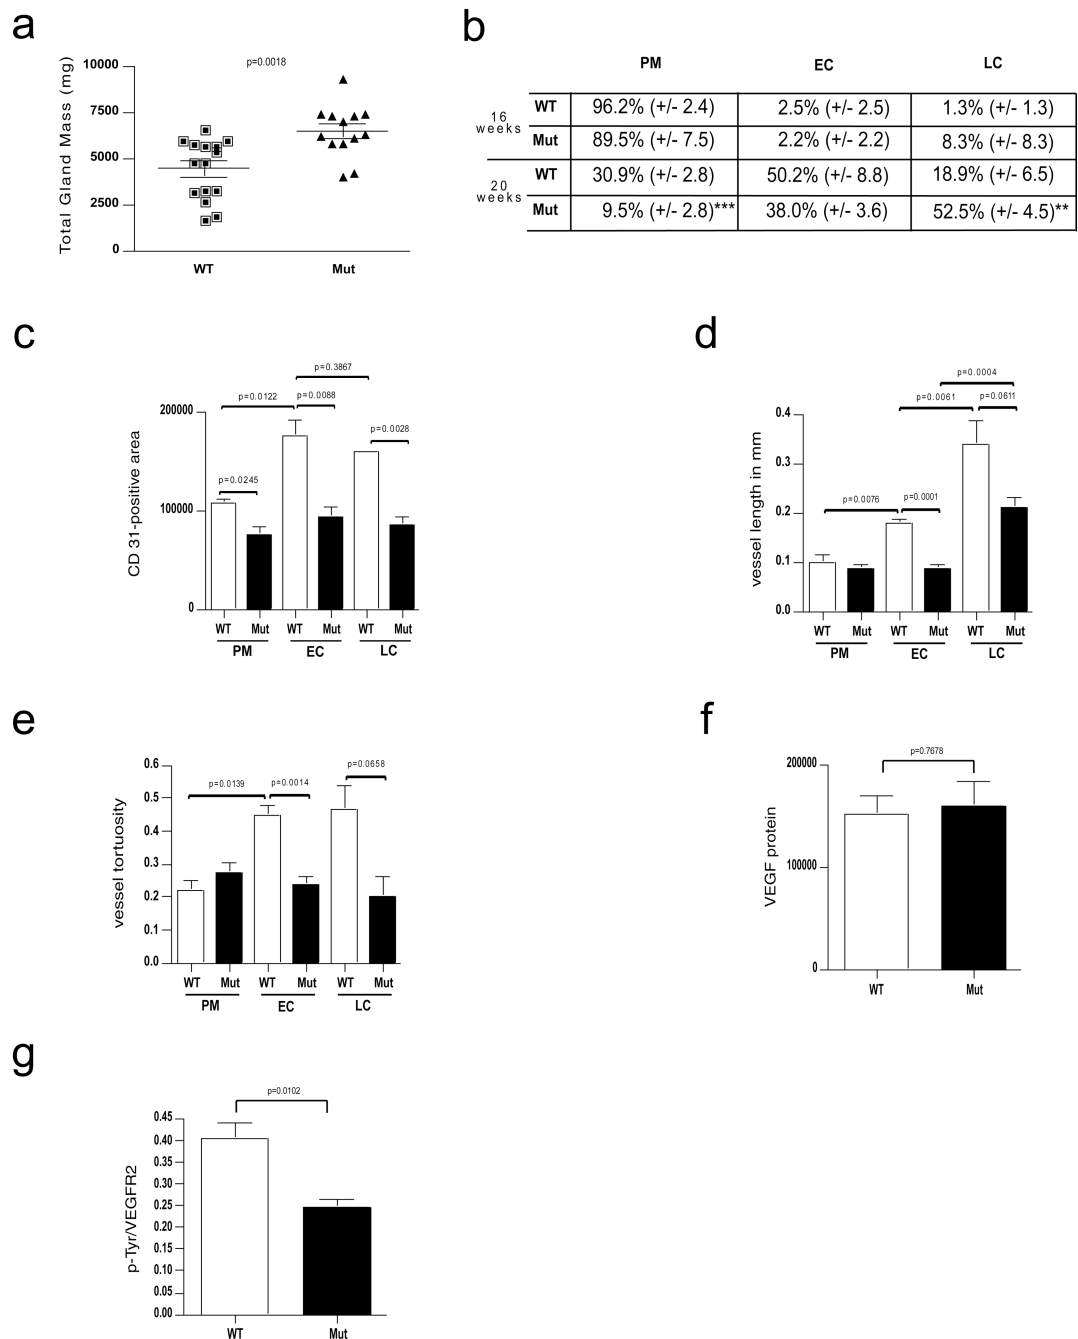 a
p=0.0018
Total Gland Mass (mg)
10000
7500
5000
2500
0
WT Mut
b
PM EC LC
16 weeks
WT 96.2% (+/- 2.4) 2.5% (+/- 2.5) 1.3% (+/- 1.3)
Mut 89.5% (+/- 7.5) 2.2% (+/- 2.2) 8.3% (+/- 8.3)
20 weeks
WT 30.9% (+/- 2.8) 50.2% (+/- 8.8) 18.9% (+/- 6.5)
Mut 9.5% (+/- 2.8)*** 38.0% (+/- 3.6) 52.5% (+/- 4.5)**
c
p=0.3867
p=0.0122 p=0.0088
p=0.0028
p=0.0245
CD 31-positive area
200000
100000
0
WT Mut WT Mut WT Mut
PM EC LC
d
p=0.0004
p=0.0061 p=0.0611
p=0.0076 p=0.0001
vessel length in mm
0.4
0.3
0.2
0.1
0.0
WT Mut WT Mut WT Mut
PM EC LC
e
p=0.0658
p=0.0139 p=0.0014
vessel tortuosity
0.6
0.5
0.4
0.3
0.2
0.1
0.0
WT Mut WT Mut WT Mut
PM EC LC
f
p=0.7678
VEGF protein
200000
100000
0
WT Mut
g
p=0.0102
p-Tyr/VEGFR2
0.45
0.40
0.35
0.30
0.25
0.20
0.15
0.10
0.05
0.00
WT Mut